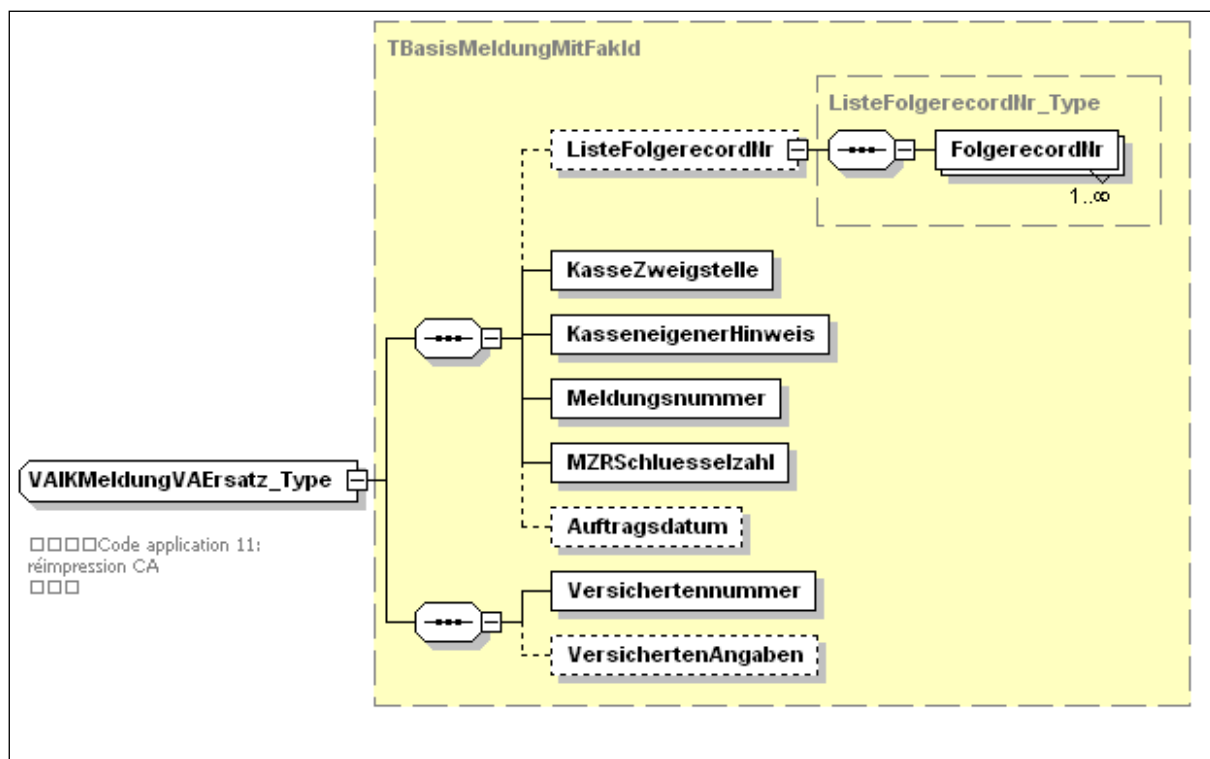 TBasisMeldungMitFakId
ListeFolgerecordNr_Type
ListeFolgerecordNr
FolgerecordNr
1..∞
KasseZweigstelle
KasseneigenerHinweis
Meldungsnummer
MZRSchluesselzahl
VAIKMeldungVAErsatz_Type
Auftragsdatum
□□□□Code application 11:
réimpression CA
□□□
Versichertennummer
VersichertenAngaben